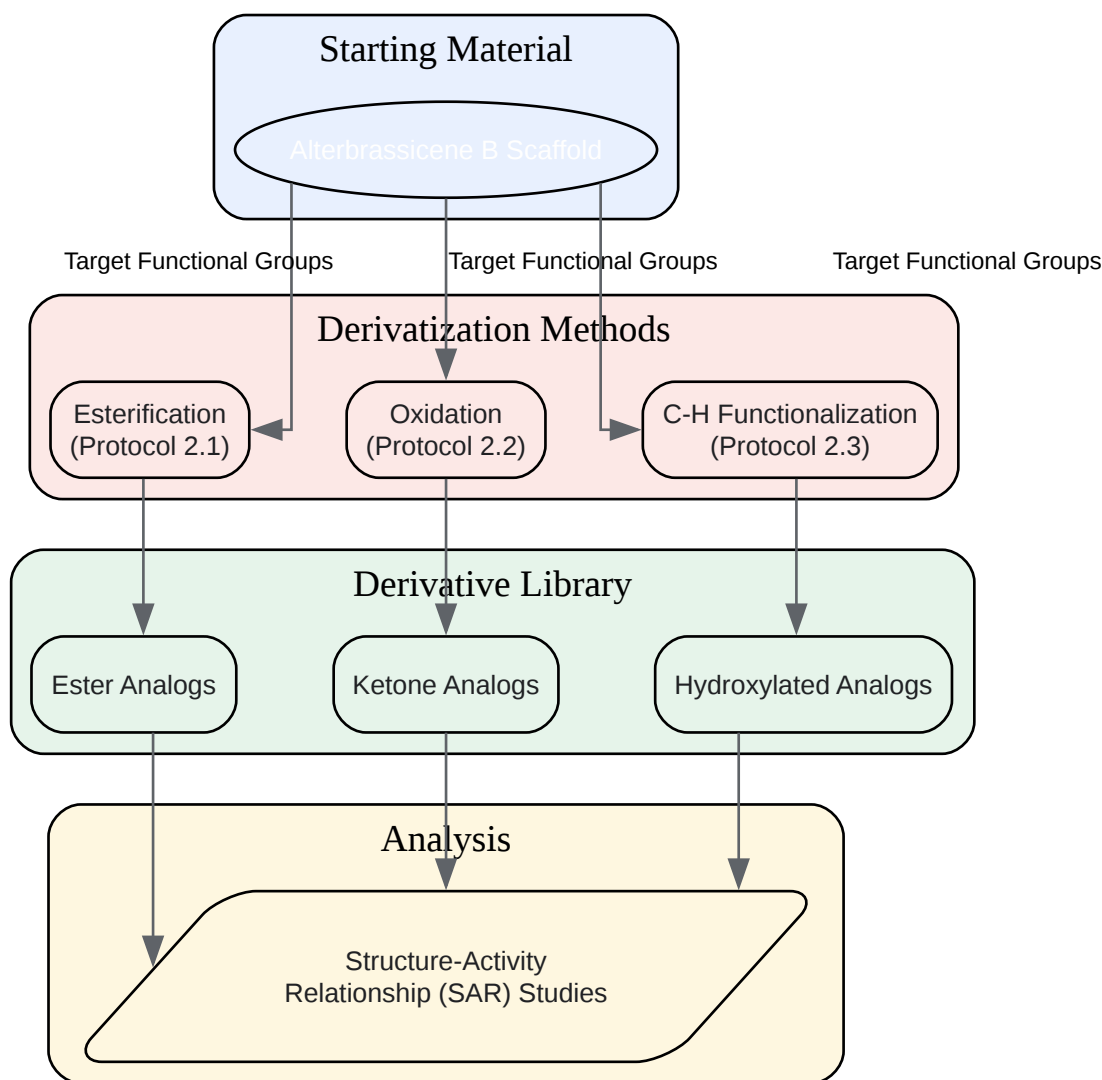 Starting Material
Alterbrassicene B Scaffold
Target Functional Groups
Target Functional Groups
Target Functional Groups
Derivatization Methods
Esterification
(Protocol 2.1)
Oxidation
(Protocol 2.2)
C-H Functionalization
(Protocol 2.3)
Derivative Library
Ester Analogs
Ketone Analogs
Hydroxylated Analogs
Analysis
Structure-Activity
Relationship (SAR) Studies